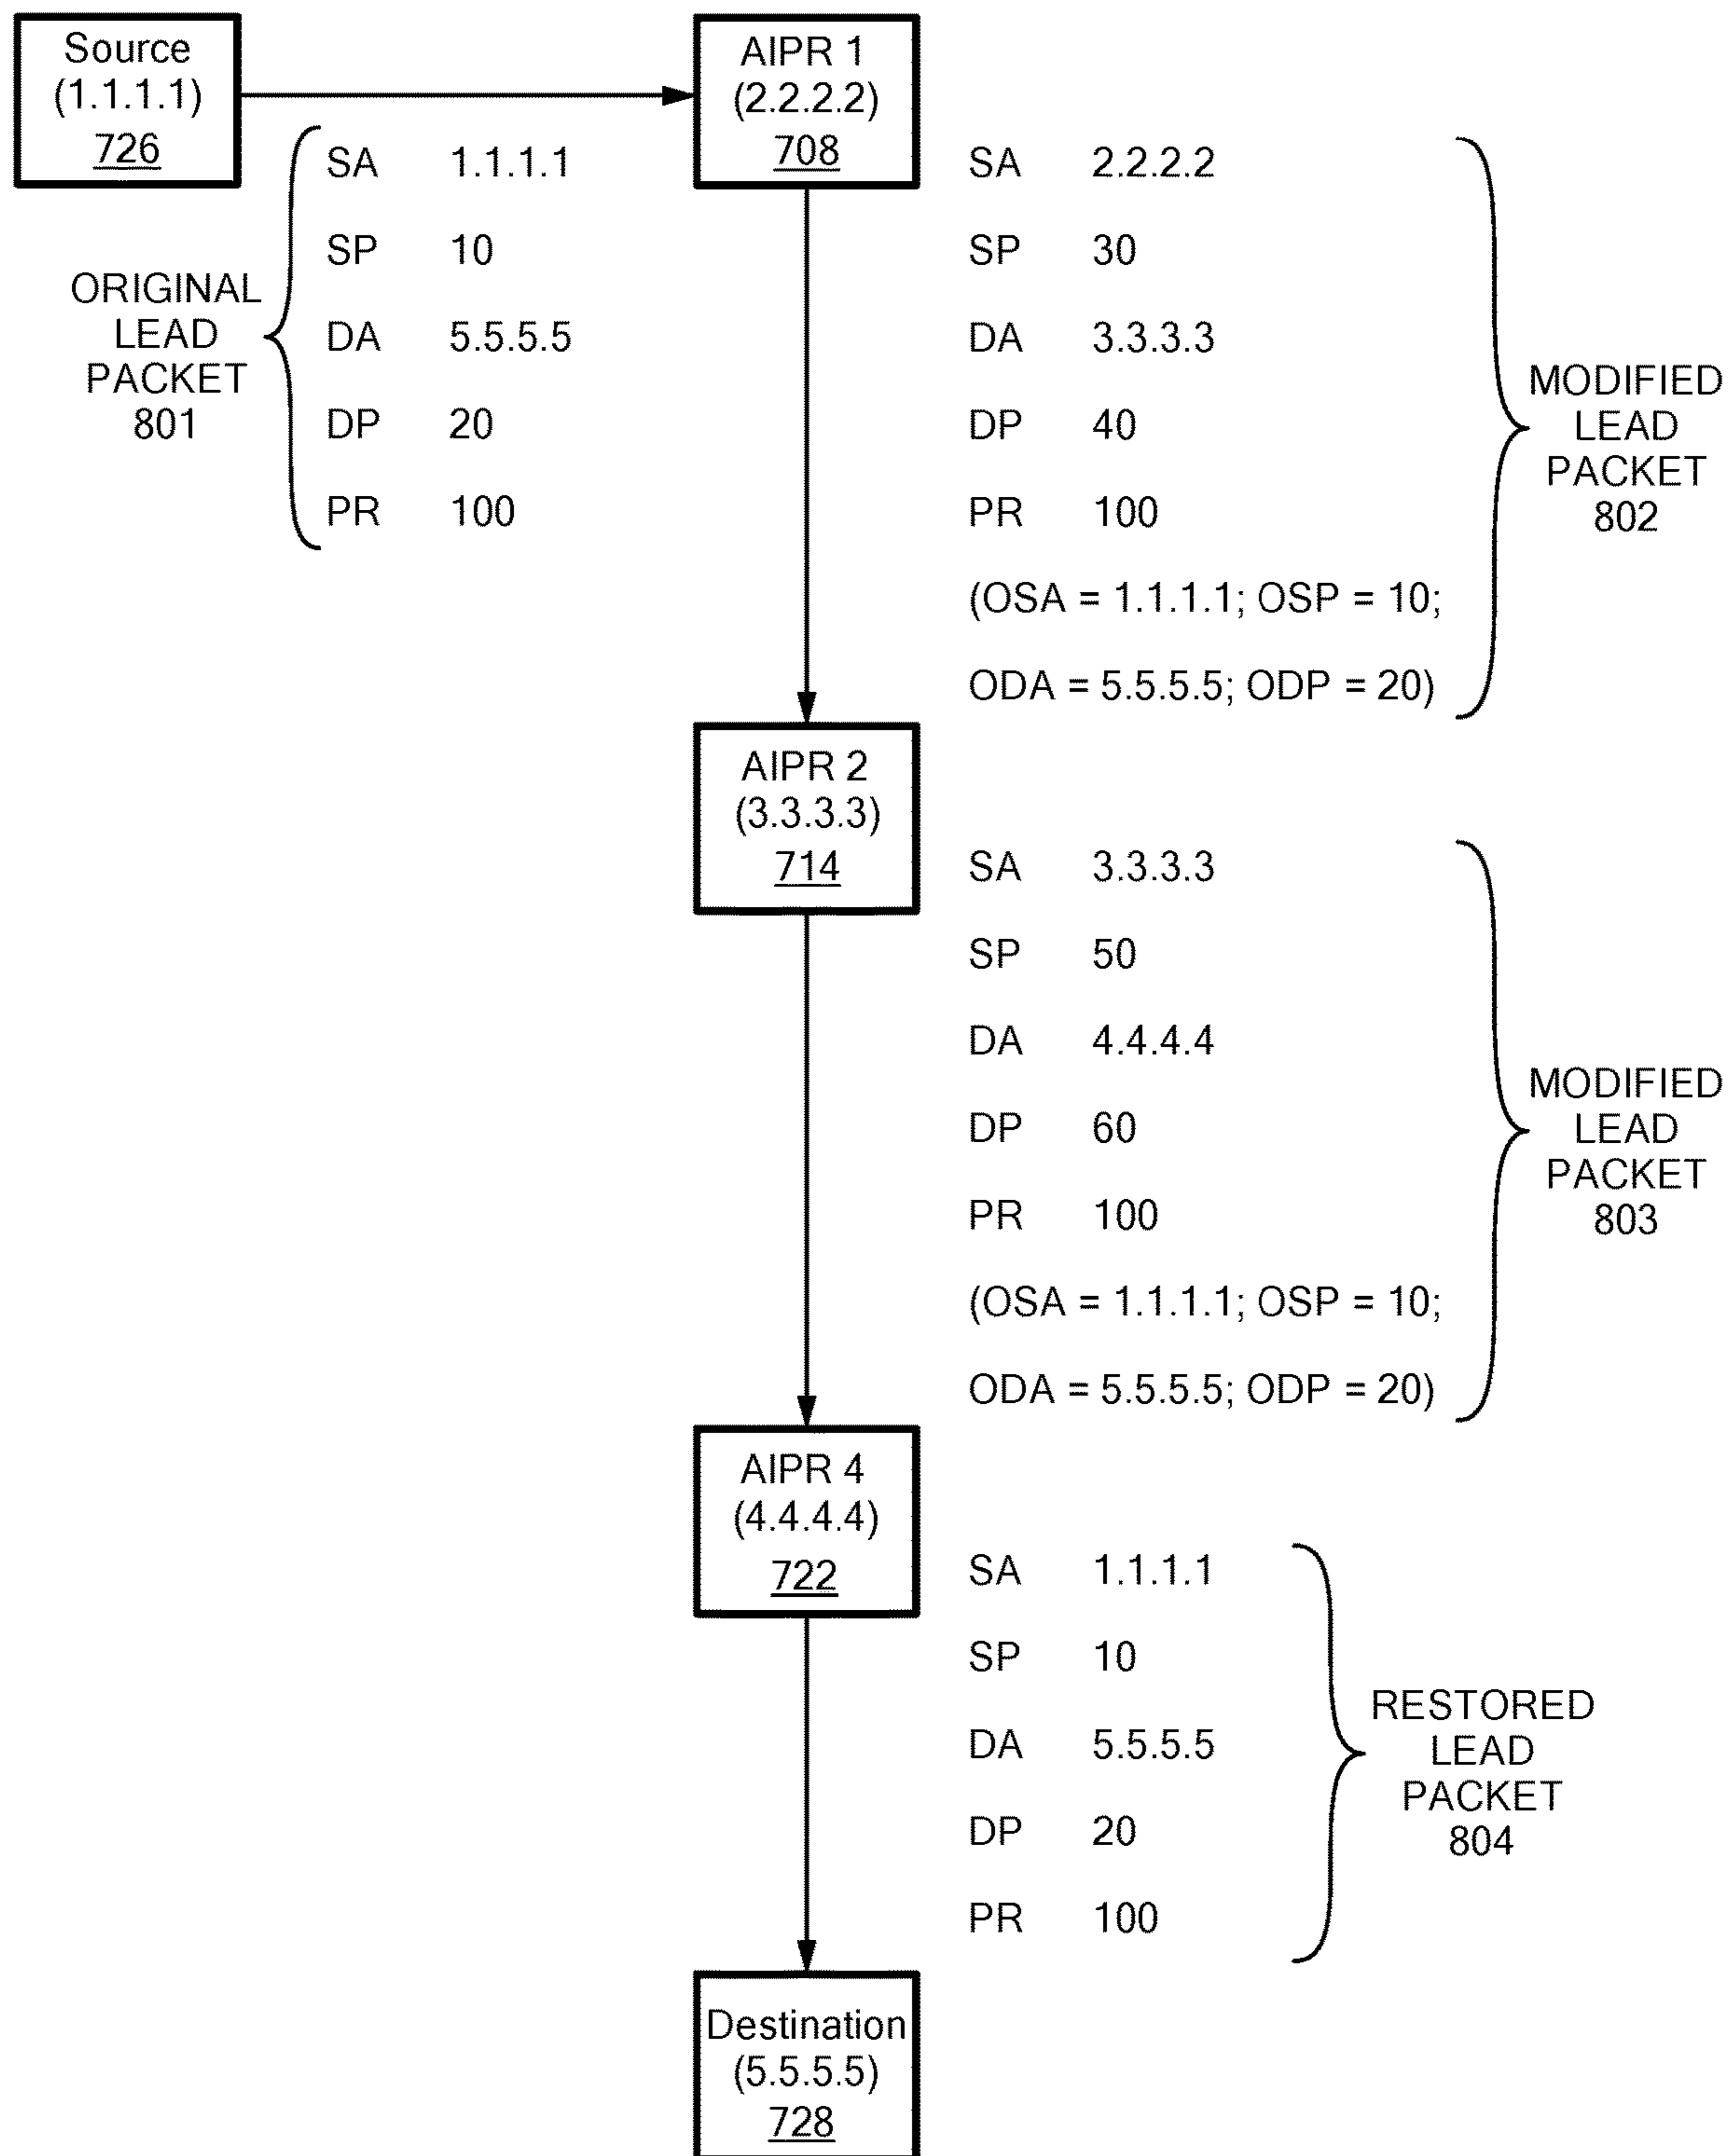 Source
(1.1.1.1)
726
AIPR 1
(2.2.2.2)
708
ORIGINAL
LEAD
PACKET
801
SA 1.1.1.1
SP 10
DA 5.5.5.5
DP 20
PR 100
SA 2.2.2.2
SP 30
DA 3.3.3.3
DP 40
PR 100
(OSA = 1.1.1.1; OSP = 10;
ODA = 5.5.5.5; ODP = 20)
MODIFIED
LEAD
PACKET
802
AIPR 2
(3.3.3.3)
714
SA 3.3.3.3
SP 50
DA 4.4.4.4
DP 60
PR 100
(OSA = 1.1.1.1; OSP = 10;
ODA = 5.5.5.5; ODP = 20)
MODIFIED
LEAD
PACKET
803
AIPR 4
(4.4.4.4)
722
SA 1.1.1.1
SP 10
DA 5.5.5.5
DP 20
PR 100
RESTORED
LEAD
PACKET
804
Destination
(5.5.5.5)
728